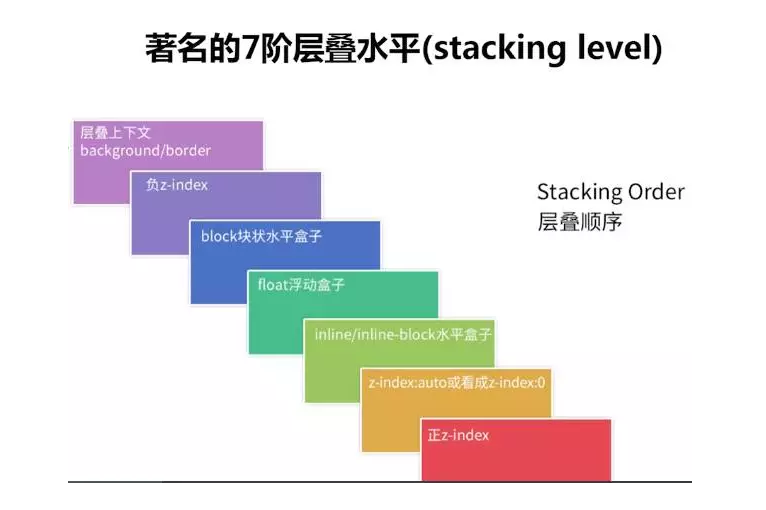 著名的7阶层叠水平(stacking level)
层叠上下文
background/border
负z-index
Stacking Order
层叠顺序
block块状水平盒子
float浮动盒子
inline/inline-block水平盒子
z-index:auto或看成z-index:0
正z-index